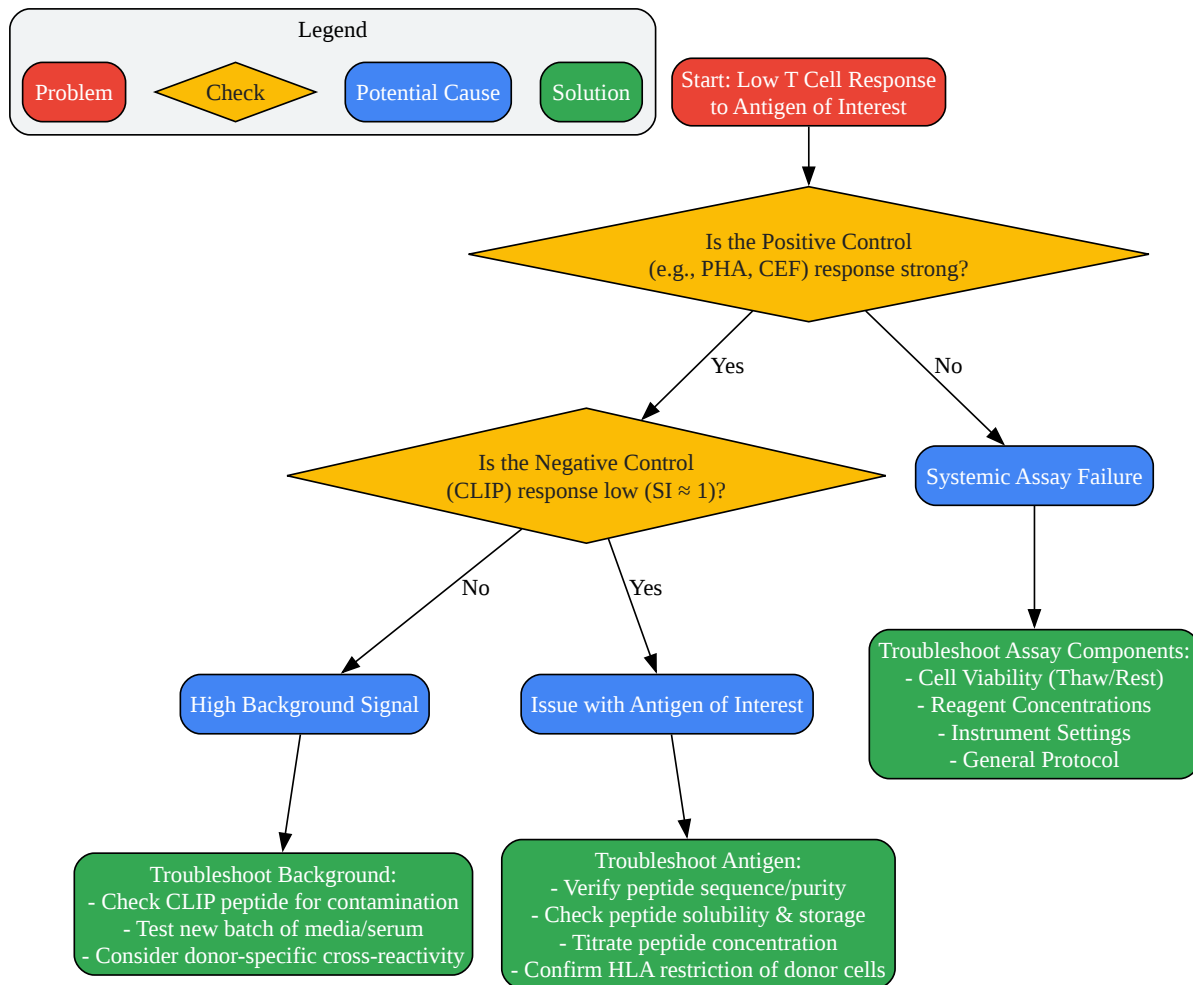 Legend
Problem
Check
Potential Cause
Solution
Start: Low T Cell Response
to Antigen of Interest
Is the Positive Control
(e.g., PHA, CEF) response strong?
Yes
No
Is the Negative Control
(CLIP) response low (SI ≈ 1)?
Systemic Assay Failure
No
Yes
High Background Signal
Issue with Antigen of Interest
Troubleshoot Assay Components:
- Cell Viability (Thaw/Rest)
- Reagent Concentrations
- Instrument Settings
- General Protocol
Troubleshoot Background:
- Check CLIP peptide for contamination
- Test new batch of media/serum
- Consider donor-specific cross-reactivity
Troubleshoot Antigen:
- Verify peptide sequence/purity
- Check peptide solubility & storage
- Titrate peptide concentration
- Confirm HLA restriction of donor cells